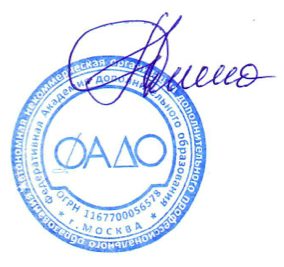 Автономная некоммерческая организация дополнительного профессионального образования
Федеративная Академия дополнительного образования
ФАДО
ОГРН 1167700056578
* г. МОСКВА *